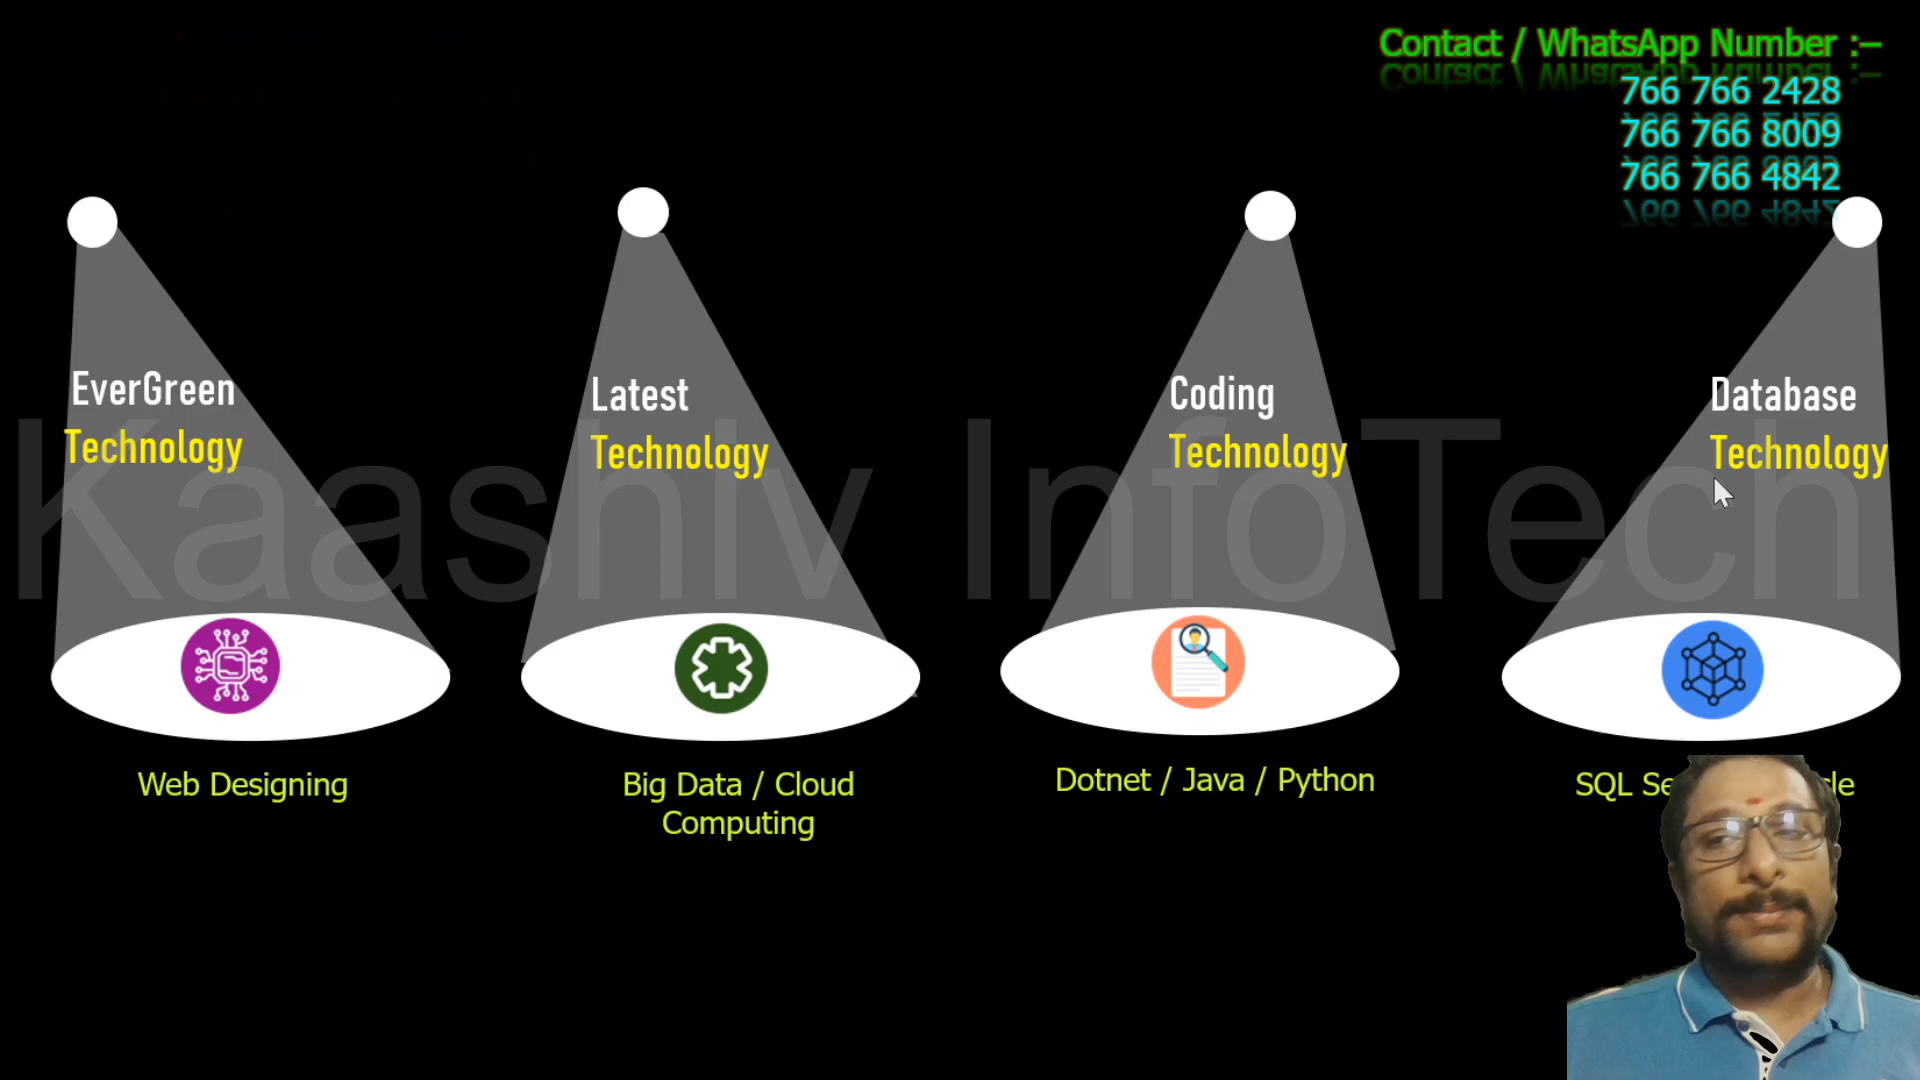 Contact / WhatsApp Number :–
766 766 2428
766 766 8009
766 766 4842
EverGreen
Technology
Latest
Technology
Coding
Technology
Database
Technology
Kaashiv InfoTech
Web Designing
Big Data / Cloud
Computing
Dotnet / Java / Python
SQL